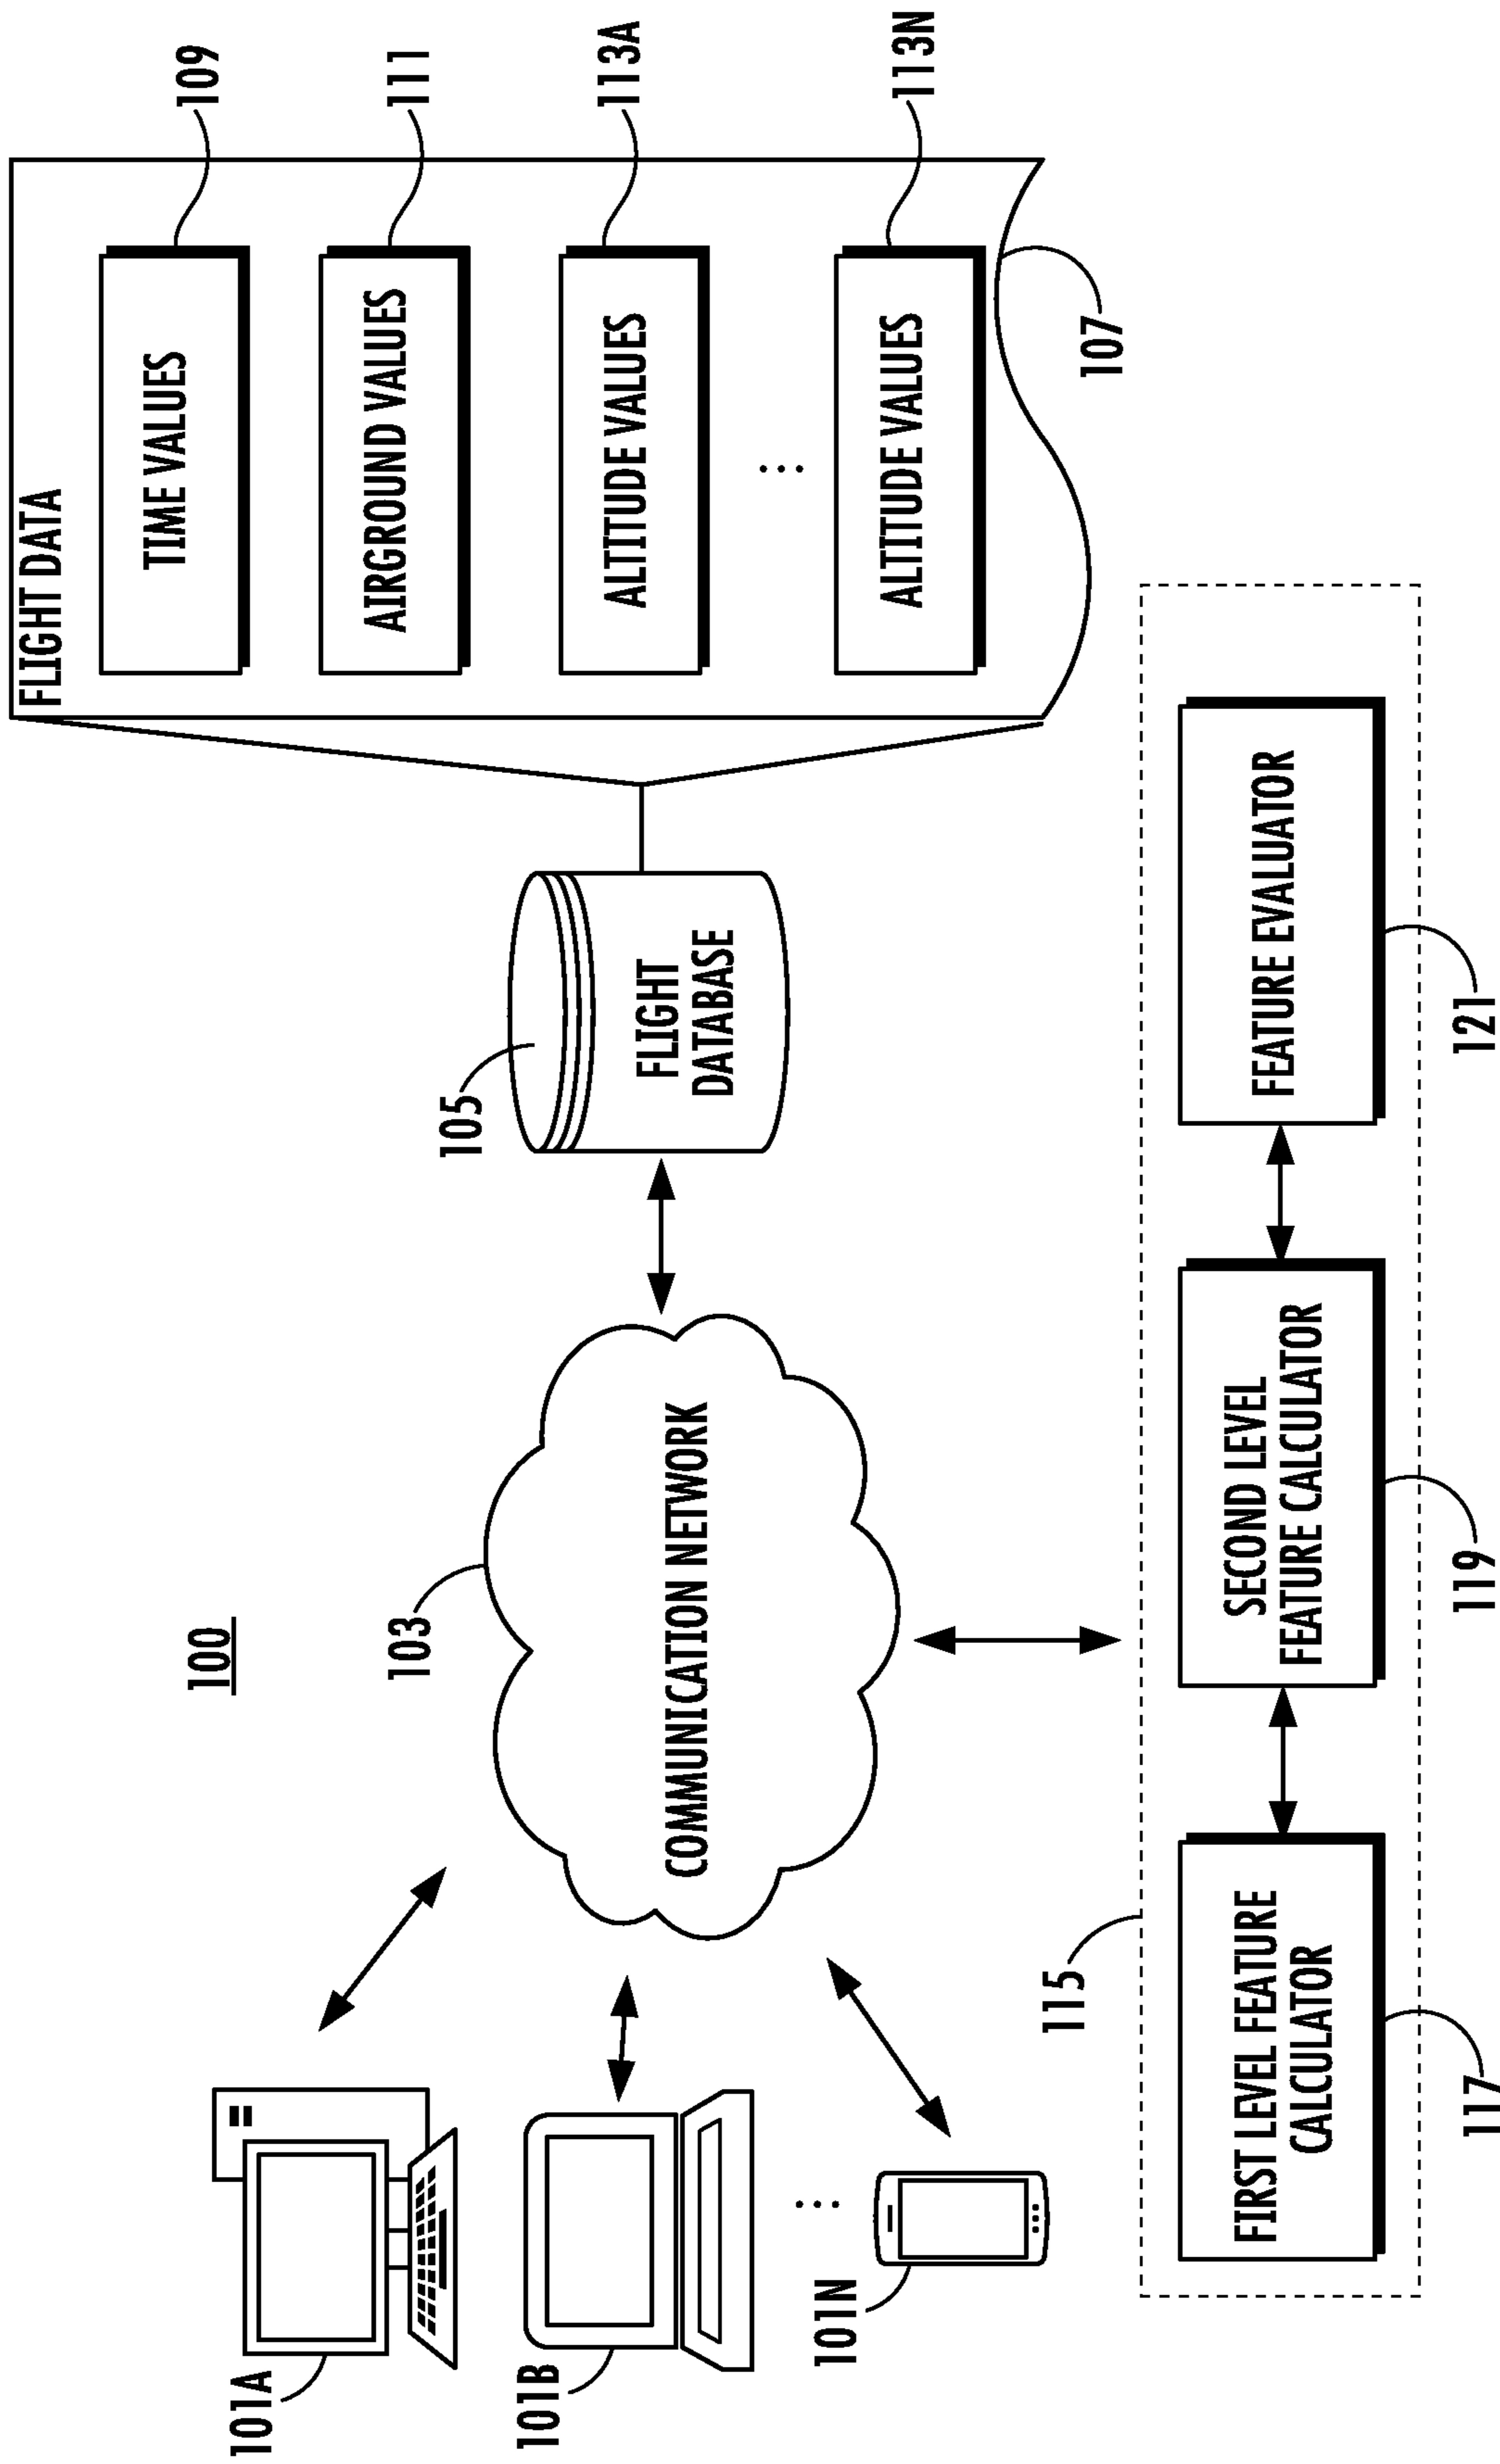 100
101A
101B
...
101N
103
COMMUNICATION NETWORK
105
FLIGHT
DATABASE
FLIGHT DATA
TIME VALUES
109
AIRGROUND VALUES
111
ALTITUDE VALUES
113A
...
ALTITUDE VALUES
113N
107
115
FIRST LEVEL FEATURE
CALCULATOR
117
SECOND LEVEL
FEATURE CALCULATOR
119
FEATURE EVALUATOR
121